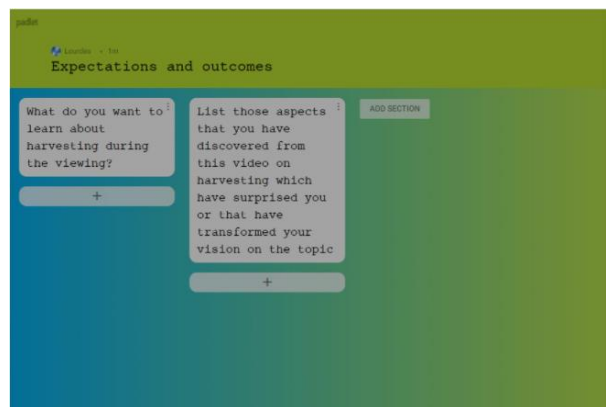 padlet
Lourdes • 1m
Expectations and outcomes
What do you want to
learn about
harvesting during
the viewing?
+
List those aspects
that you have
discovered from
this video on
harvesting which
have surprised you
or that have
transformed your
vision on the topic
+
ADD SECTION